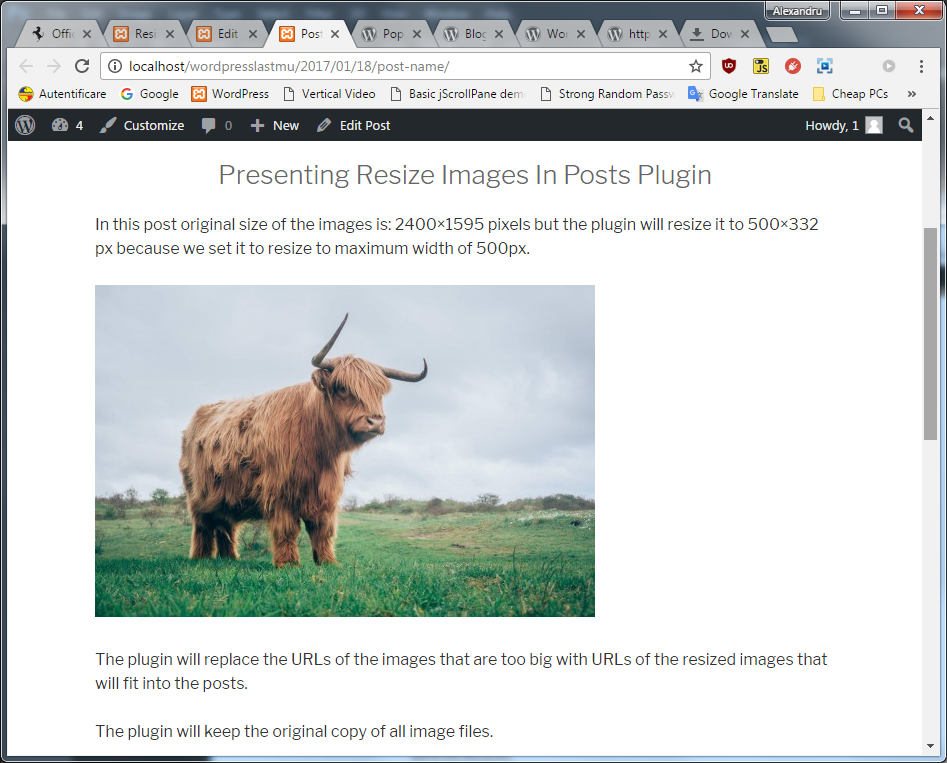 Alexandru
Offic
Resi
Edit
Post
Pop
Blog
Wor
http
Dow
localhost/wordpresslastmu/2017/01/18/post-name/
Autentificare
Google
WordPress
Vertical Video
Basic jScrollPane dem
Strong Random Passw
Google Translate
Cheap PCs
»
4
Customize
0
New
Edit Post
Howdy, 1
Presenting Resize Images In Posts Plugin
In this post original size of the images is: 2400×1595 pixels but the plugin will resize it to 500×332
px because we set it to resize to maximum width of 500px.
The plugin will replace the URLs of the images that are too big with URLs of the resized images that
will fit into the posts.
The plugin will keep the original copy of all image files.